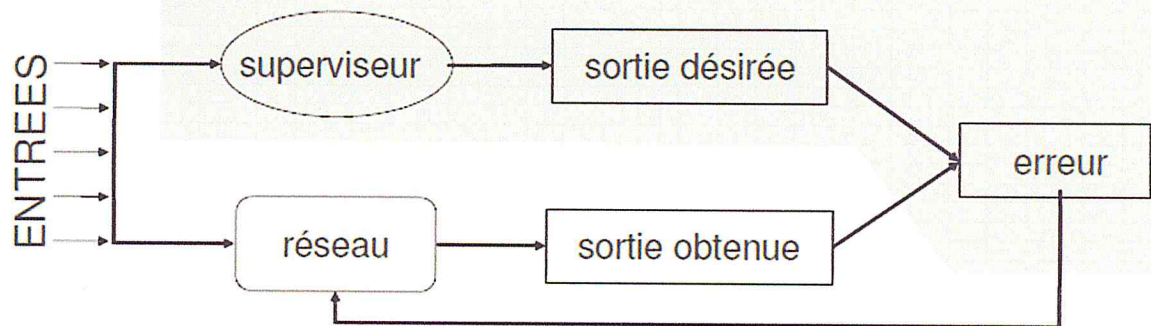 ENTREES
superviseur
sortie désirée
erreur
réseau
sortie obtenue